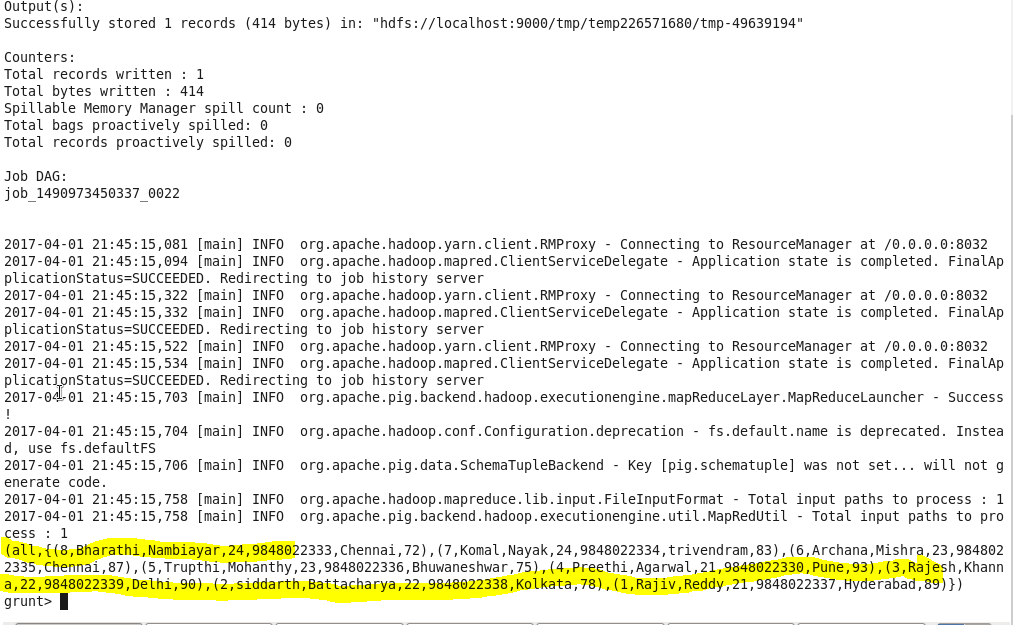 Output(s):
Successfully stored 1 records (414 bytes) in: "hdfs://localhost:9000/tmp/temp226571680/tmp-49639194"
Counters:
Total records written : 1
Total bytes written : 414
Spillable Memory Manager spill count : 0
Total bags proactively spilled: 0
Total records proactively spilled: 0
Job DAG:
job_1490973450337_0022
2017-04-01 21:45:15,081 [main] INFO  org.apache.hadoop.yarn.client.RMProxy - Connecting to ResourceManager at /0.0.0.0:8032
2017-04-01 21:45:15,094 [main] INFO  org.apache.hadoop.mapred.ClientServiceDelegate - Application state is completed. FinalAp
plicationStatus=SUCCEEDED. Redirecting to job history server
2017-04-01 21:45:15,322 [main] INFO  org.apache.hadoop.yarn.client.RMProxy - Connecting to ResourceManager at /0.0.0.0:8032
2017-04-01 21:45:15,332 [main] INFO  org.apache.hadoop.mapred.ClientServiceDelegate - Application state is completed. FinalAp
plicationStatus=SUCCEEDED. Redirecting to job history server
2017-04-01 21:45:15,522 [main] INFO  org.apache.hadoop.yarn.client.RMProxy - Connecting to ResourceManager at /0.0.0.0:8032
2017-04-01 21:45:15,534 [main] INFO  org.apache.hadoop.mapred.ClientServiceDelegate - Application state is completed. FinalAp
plicationStatus=SUCCEEDED. Redirecting to job history server
2017-04-01 21:45:15,703 [main] INFO  org.apache.pig.backend.hadoop.executionengine.mapReduceLayer.MapReduceLauncher - Success
!
2017-04-01 21:45:15,704 [main] INFO  org.apache.hadoop.conf.Configuration.deprecation - fs.default.name is deprecated. Instea
d, use fs.defaultFS
2017-04-01 21:45:15,706 [main] INFO  org.apache.pig.data.SchemaTupleBackend - Key [pig.schematuple] was not set... will not g
enerate code.
2017-04-01 21:45:15,758 [main] INFO  org.apache.hadoop.mapreduce.lib.input.FileInputFormat - Total input paths to process : 1
2017-04-01 21:45:15,758 [main] INFO  org.apache.pig.backend.hadoop.executionengine.util.MapRedUtil - Total input paths to pro
cess : 1
(all,{(8,Bharathi,Nambiayar,24,9848022333,Chennai,72),(7,Komal,Nayak,24,9848022334,trivendram,83),(6,Archana,Mishra,23,984802
2335,Chennai,87),(5,Trupthi,Mohanthy,23,9848022336,Bhuwaneshwar,75),(4,Preethi,Agarwal,21,9848022330,Pune,93),(3,Rajesh,Khann
a,22,9848022339,Delhi,90),(2,siddarth,Battacharya,22,9848022338,Kolkata,78),(1,Rajiv,Reddy,21,9848022337,Hyderabad,89)})
grunt>